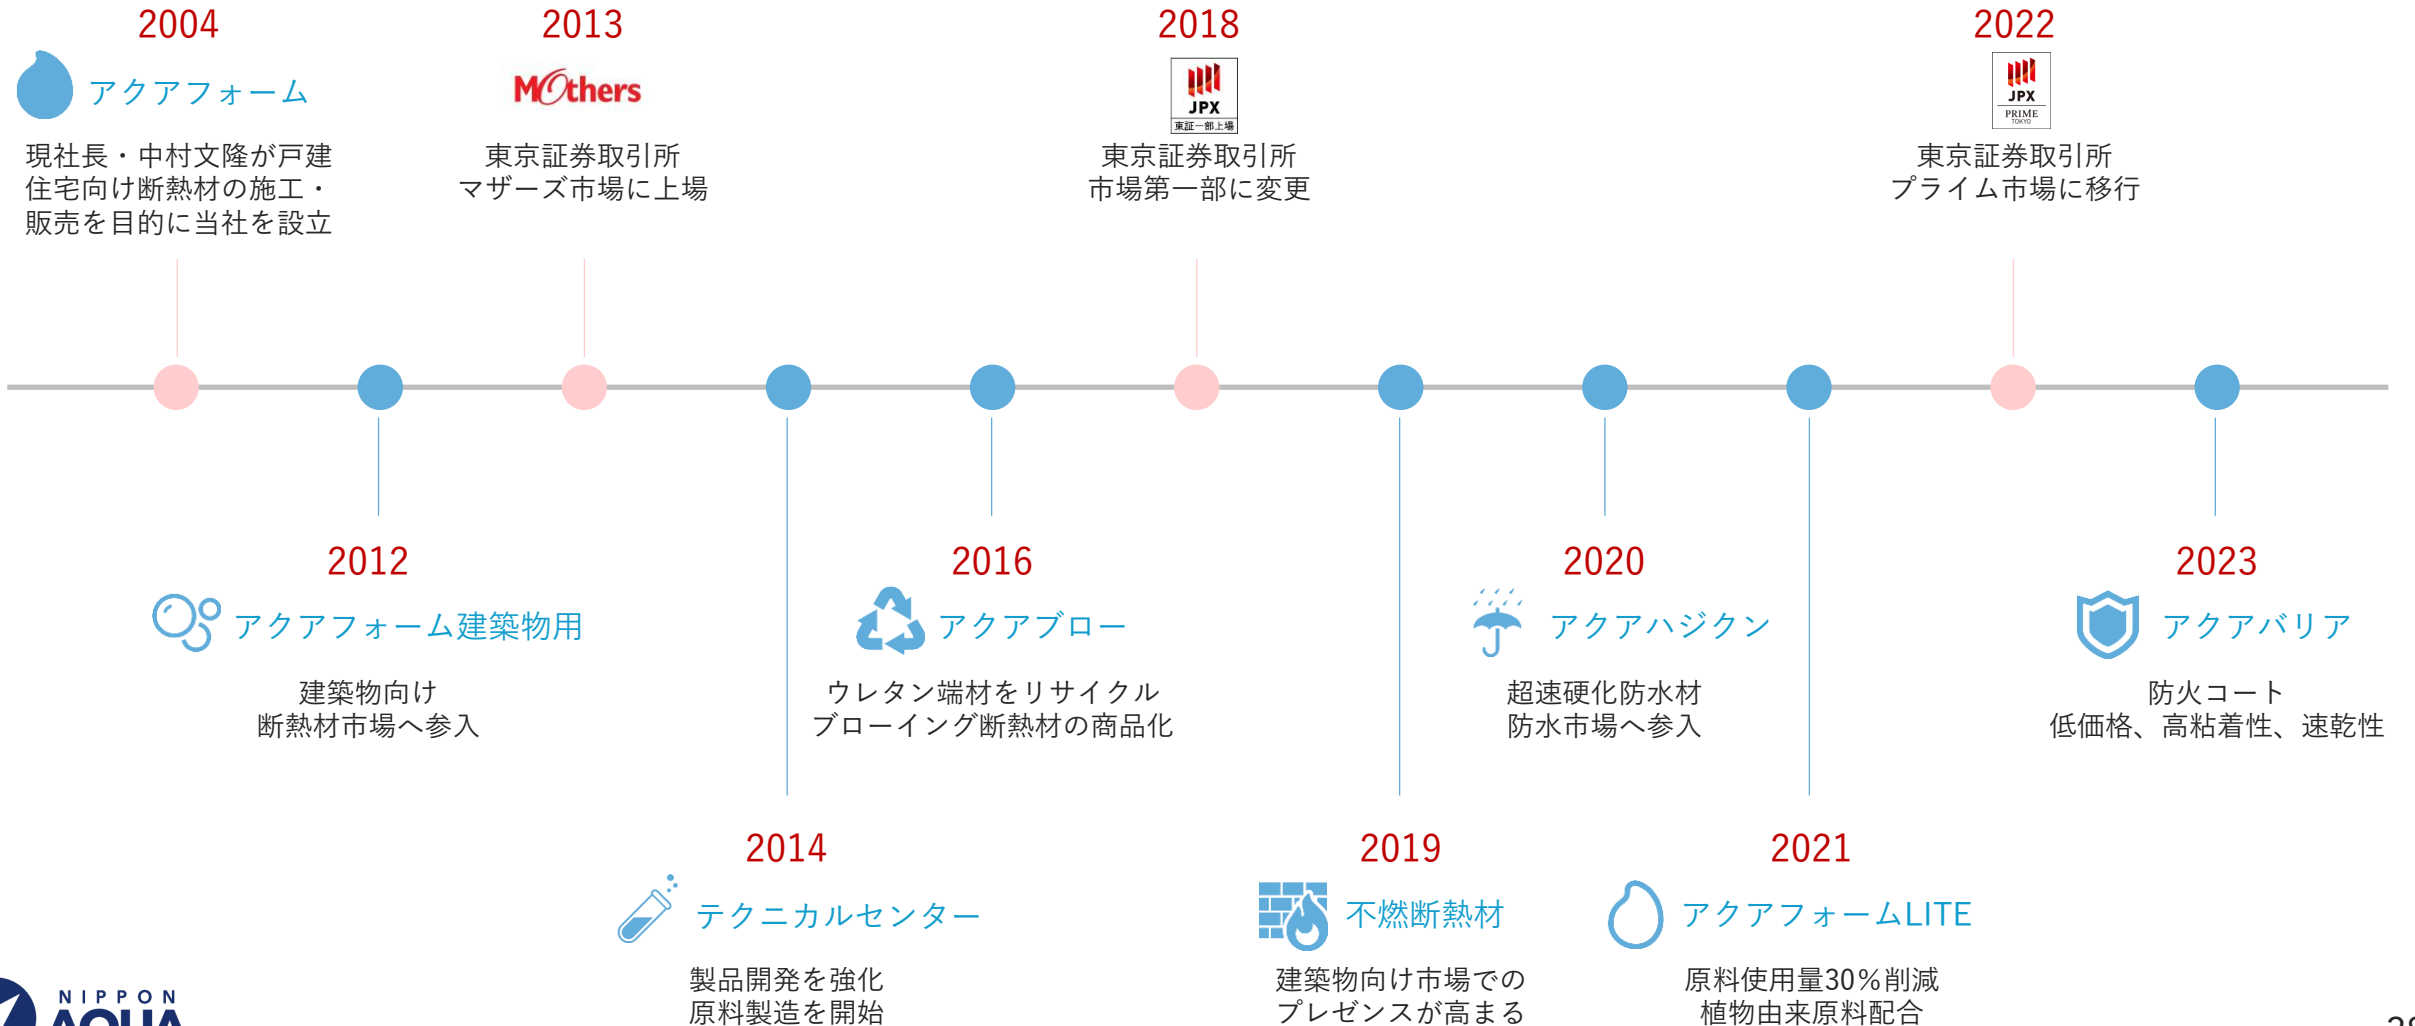 2004
アクアフォーム
現社長・中村文隆が戸建
住宅向け断熱材の施工・
販売を目的に当社を設立
2013
MOthers
東京証券取引所
マザーズ市場に上場
2018
JPX
東証一部上場
東京証券取引所
市場第一部に変更
2022
JPX
PRIME
TOKYO
東京証券取引所
プライム市場に移行
2012
アクアフォーム建築物用
建築物向け
断熱材市場へ参入
2016
アクアブロー
ウレタン端材をリサイクル
ブローイング断熱材の商品化
2020
アクアハジクン
超速硬化防水材
防水市場へ参入
2023
アクアバリア
防火コート
低価格、高粘着性、速乾性
2014
テクニカルセンター
製品開発を強化
原料製造を開始
2019
不燃断熱材
建築物向け市場での
プレゼンスが高まる
2021
アクアフォームLITE
原料使用量30%削減
植物由来原料配合
NIPPON
AQUA